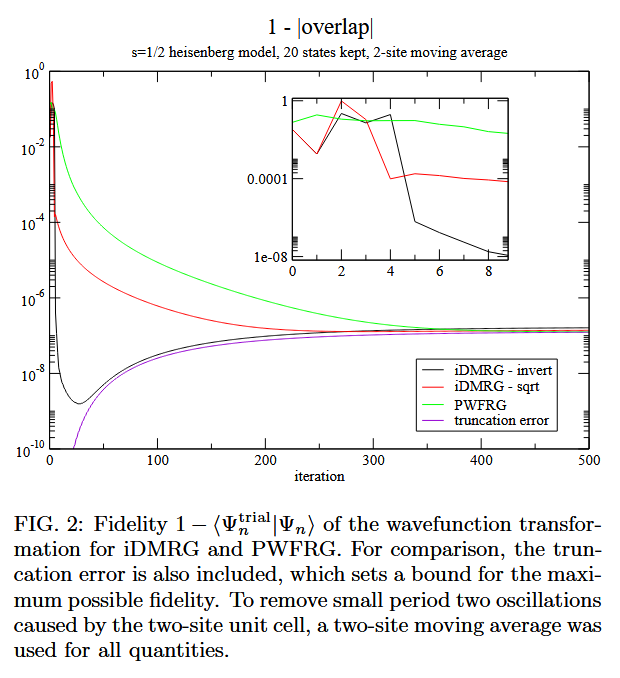 1 - |overlap|
s=1/2 heisenberg model, 20 states kept, 2-site moving average
10^0
10^-2
10^-4
10^-6
10^-8
10^-10
0
100
200
300
400
500
iteration
1
0.0001
1e-08
0
2
4
6
8
iDMRG - invert
iDMRG - sqrt
PWFRG
truncation error
FIG. 2: Fidelity 1 − ⟨Ψ_n^trial|Ψ_n⟩ of the wavefunction transfor-
mation for iDMRG and PWFRG. For comparison, the trun-
cation error is also included, which sets a bound for the maxi-
mum possible fidelity. To remove small period two oscillations
caused by the two-site unit cell, a two-site moving average was
used for all quantities.